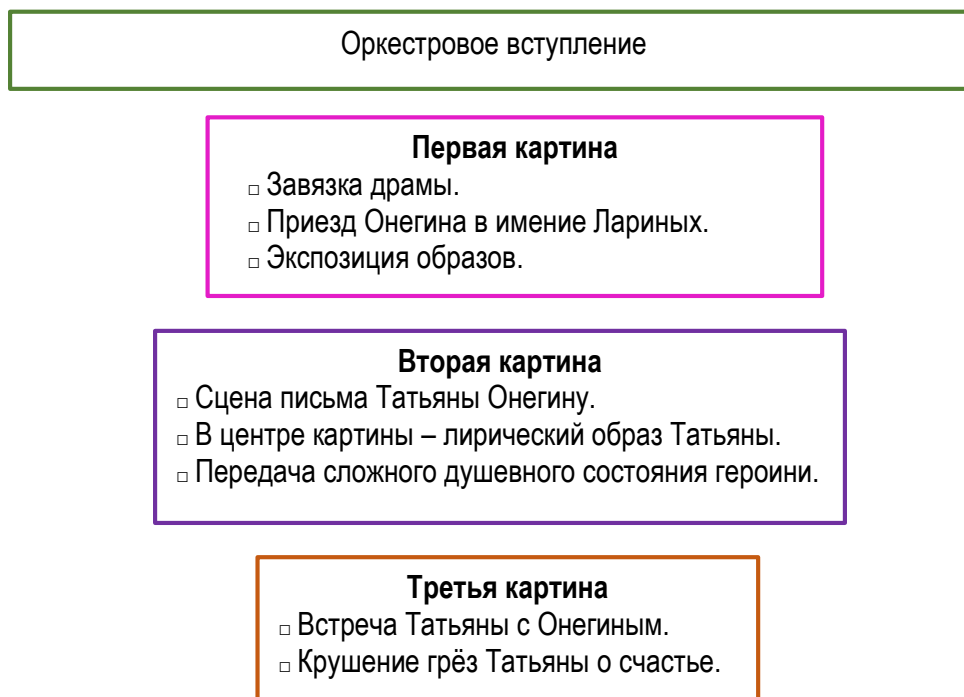 Оркестровое вступление
Первая картина
□ Завязка драмы.
□ Приезд Онегина в имение Лариных.
□ Экспозиция образов.
Вторая картина
□ Сцена письма Татьяны Онегину.
□ В центре картины – лирический образ Татьяны.
□ Передача сложного душевного состояния героини.
Третья картина
□ Встреча Татьяны с Онегиным.
□ Крушение грёз Татьяны о счастье.